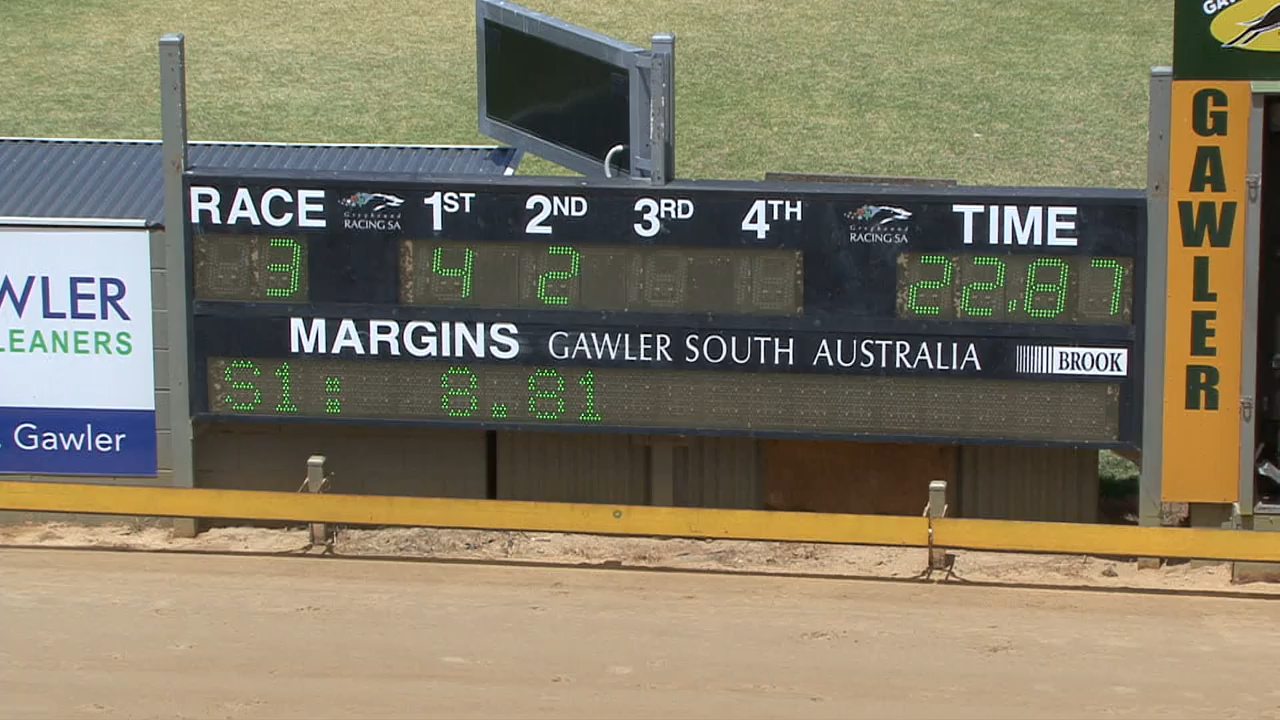 GAWLER
RACE
Greyhound
RACING SA
1ST 2ND 3RD 4TH
Greyhound
RACING SA
TIME
3 4 2 22.87
MARGINS GAWLER SOUTH AUSTRALIA BROOK
S1: 8.81
WLER
LEANERS
Gawler